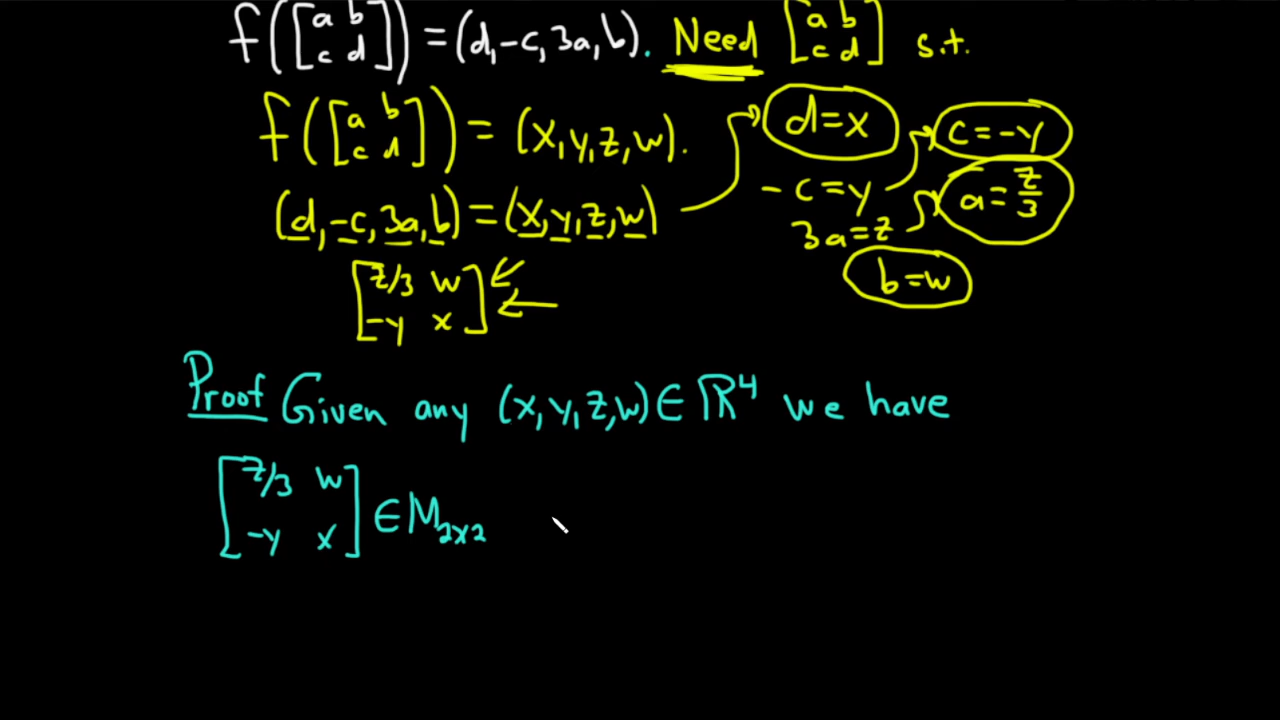 f([a b c d]) = (d, -c, 3a, b). Need [a b c d] s.t.
f([a b c d]) = (x, y, z, w).
d = x
c = -y
-c = y
(d, -c, 3a, b) = (x, y, z, w)
a = z/3
3a = z
b = w
[z/3 w
-y x]
Proof Given any (x, y, z, w) ∈ ℝ⁴ we have
[z/3 w
-y x] ∈ M₂ₓ₂